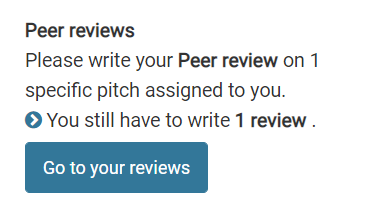 Peer reviews
Please write your Peer review on 1
specific pitch assigned to you.
You still have to write 1 review .
Go to your reviews